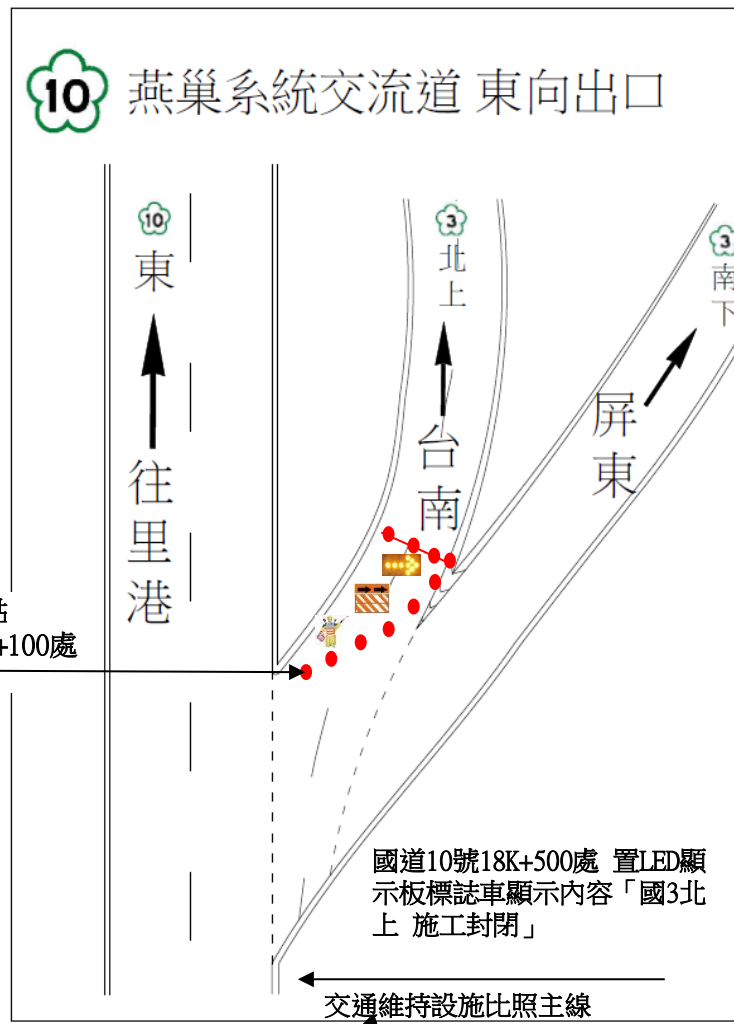 10 燕巢系統交流道 東向出口
10
東
往里港
3
北上
台南
3
南下
屏東
+100處
國道10號18K+500處 置LED顯
示板標誌車顯示內容「國3北
上 施工封閉」
交通維持設施比照主線